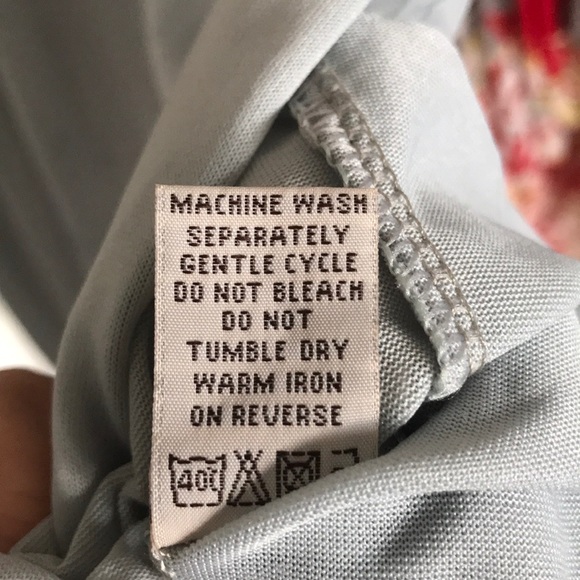 MACHINE WASH
SEPARATELY
GENTLE CYCLE
DO NOT BLEACH
DO NOT
TUMBLE DRY
WARM IRON
ON REVERSE
40